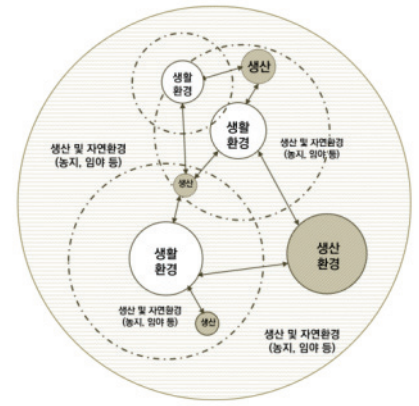 생활
환경
생산
생활
환경
생산 및 자연환경
(농지, 임야 등)
생산 및 자연환경
(농지, 임야 등)
생산
생활
환경
생산
환경
생산 및 자연환경
(농지, 임야 등)
생산
생산 및 자연환경
(농지, 임야 등)